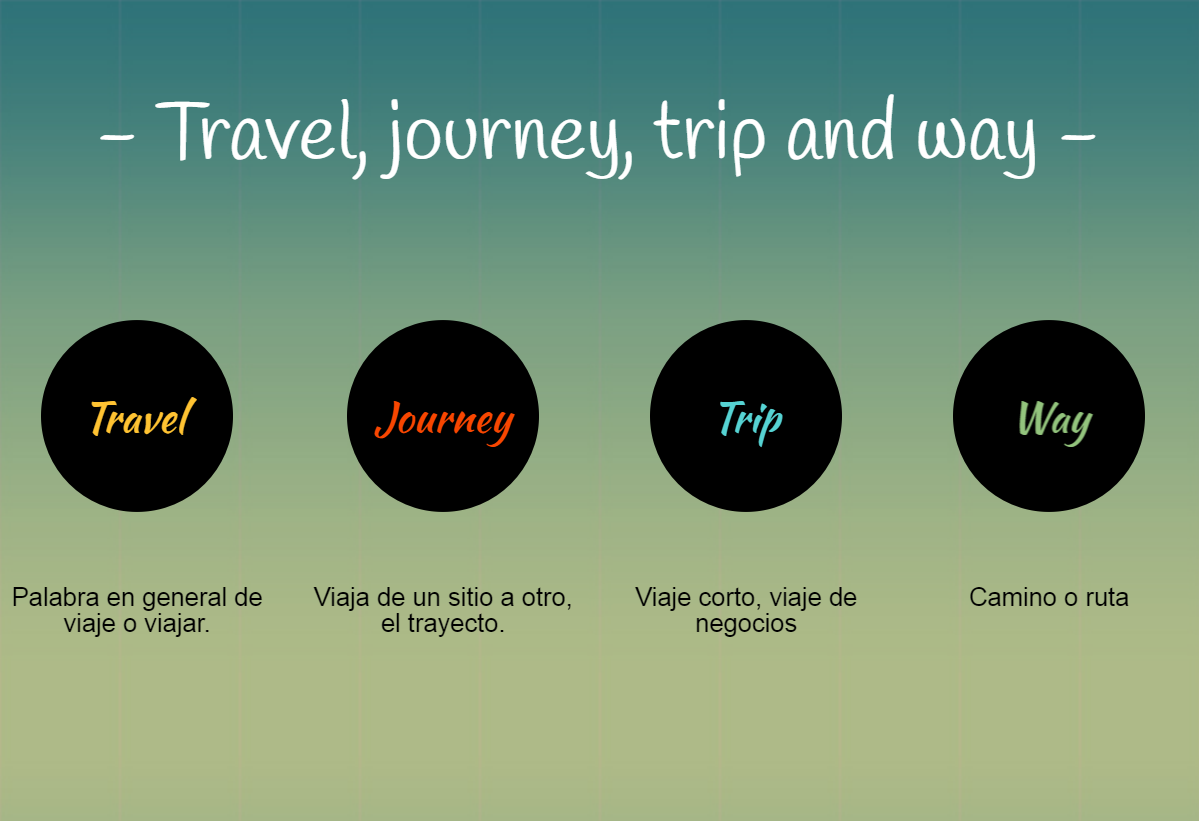 - Travel, journey, trip and way -
Travel
Journey
Trip
Way
Palabra en general de
viaje o viajar.
Viaja de un sitio a otro,
el trayecto.
Viaje corto, viaje de
negocios
Camino o ruta